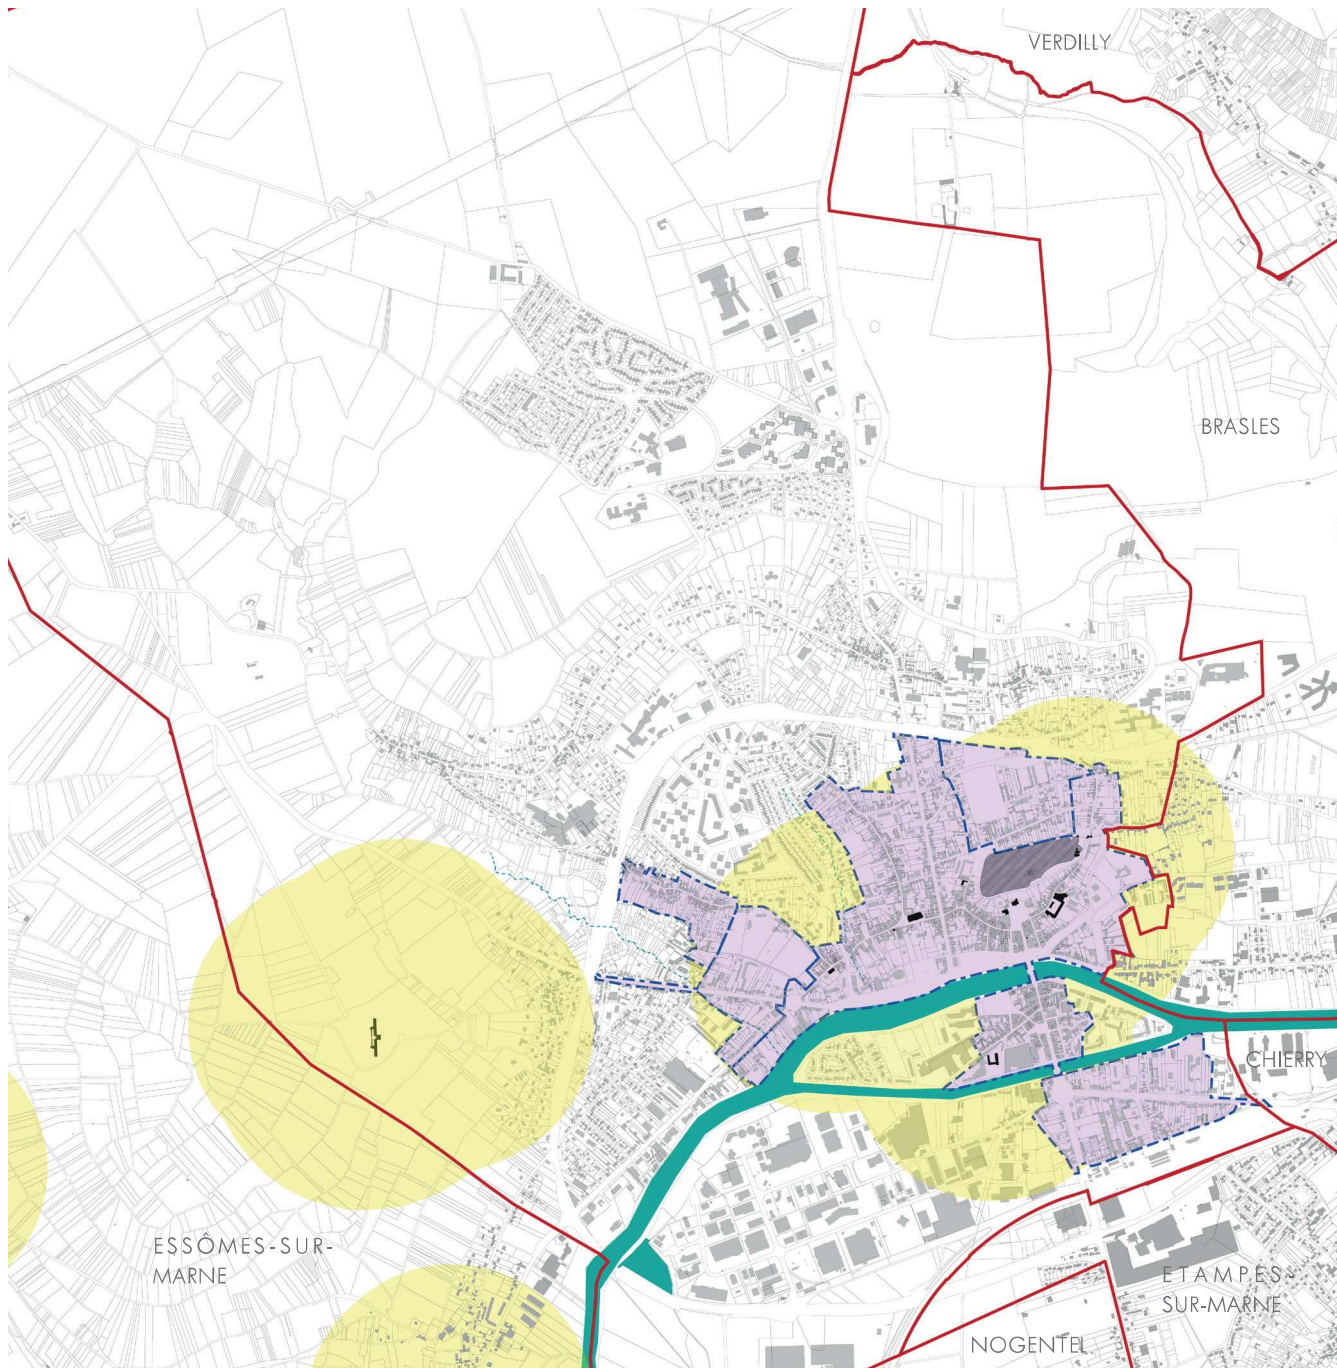 VERDILLY
BRASLES
CHIERRY
ESSÔMES-SUR-
MARNE
ETAMPES-
SUR-MARNE
NOGENTEL